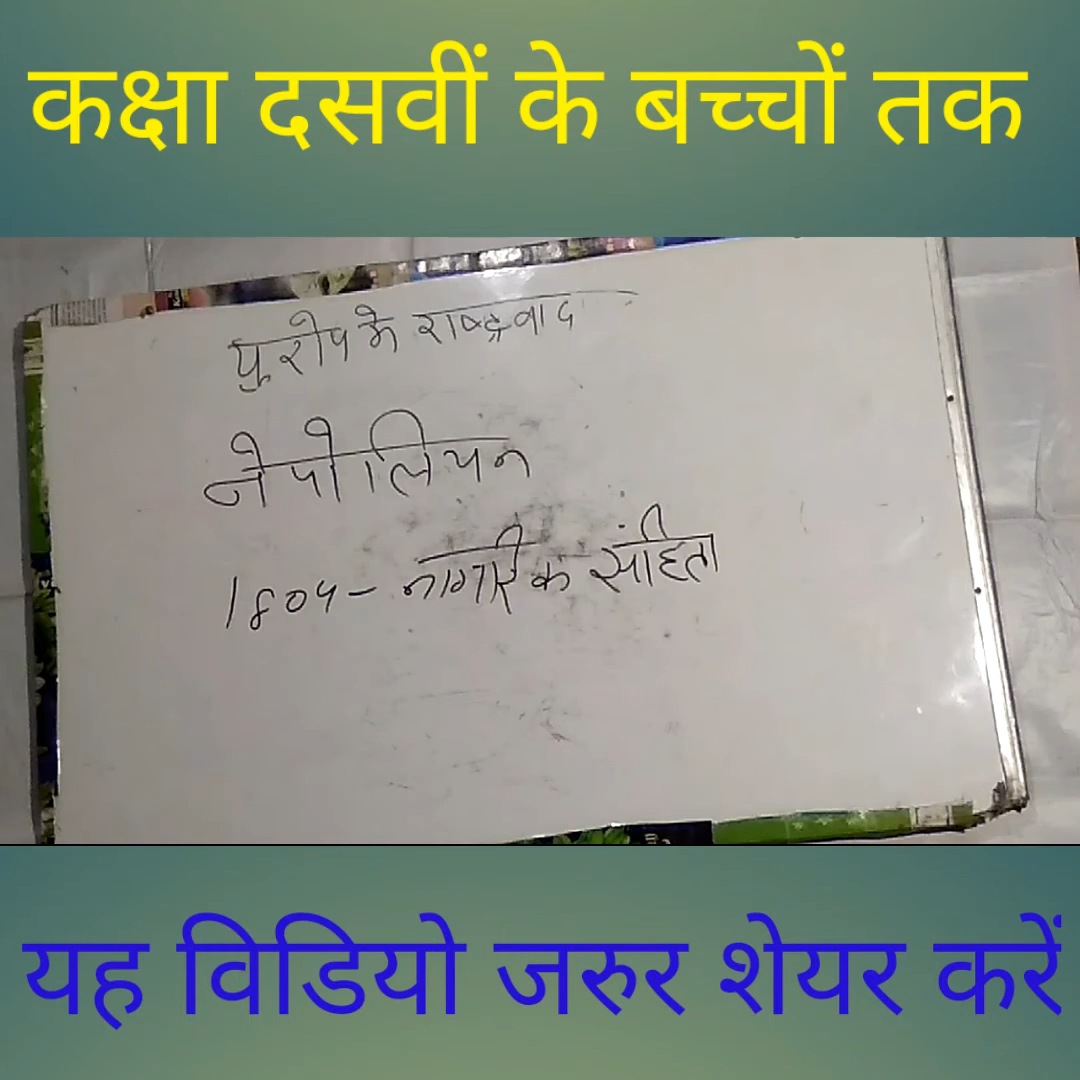 कक्षा दसवीं के बच्चों तक
युरोप के राष्ट्रवाद
नेपोलियन
1804 - नागरिक संहिता
यह विडियो जरुर शेयर करें